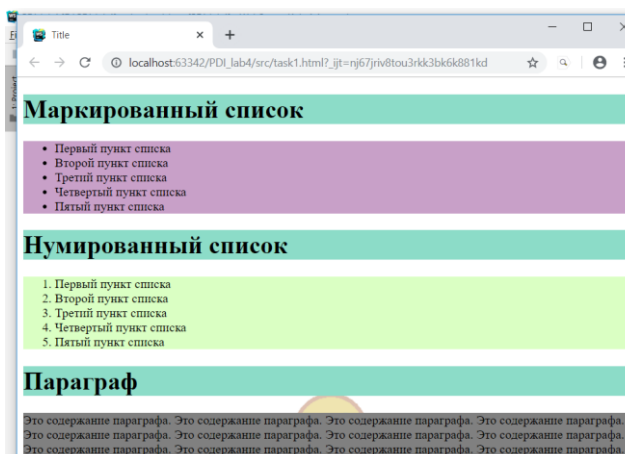 Title
localhost:63342/PDI_lab4/src/task1.html?_ijt=nj67jriv8tou3rkk3bk6k881kd
1: Project
Маркированный список
Первый пункт списка
Второй пункт списка
Третий пункт списка
Четвертый пункт списка
Пятый пункт списка
Нумированный список
1. Первый пункт списка
2. Второй пункт списка
3. Третий пункт списка
4. Четвертый пункт списка
5. Пятый пункт списка
Параграф
Это содержание параграфа. Это содержание параграфа. Это содержание параграфа. Это содержание параграфа.
Это содержание параграфа. Это содержание параграфа. Это содержание параграфа. Это содержание параграфа.
Это содержание параграфа. Это содержание параграфа. Это содержание параграфа. Это содержание параграфа.